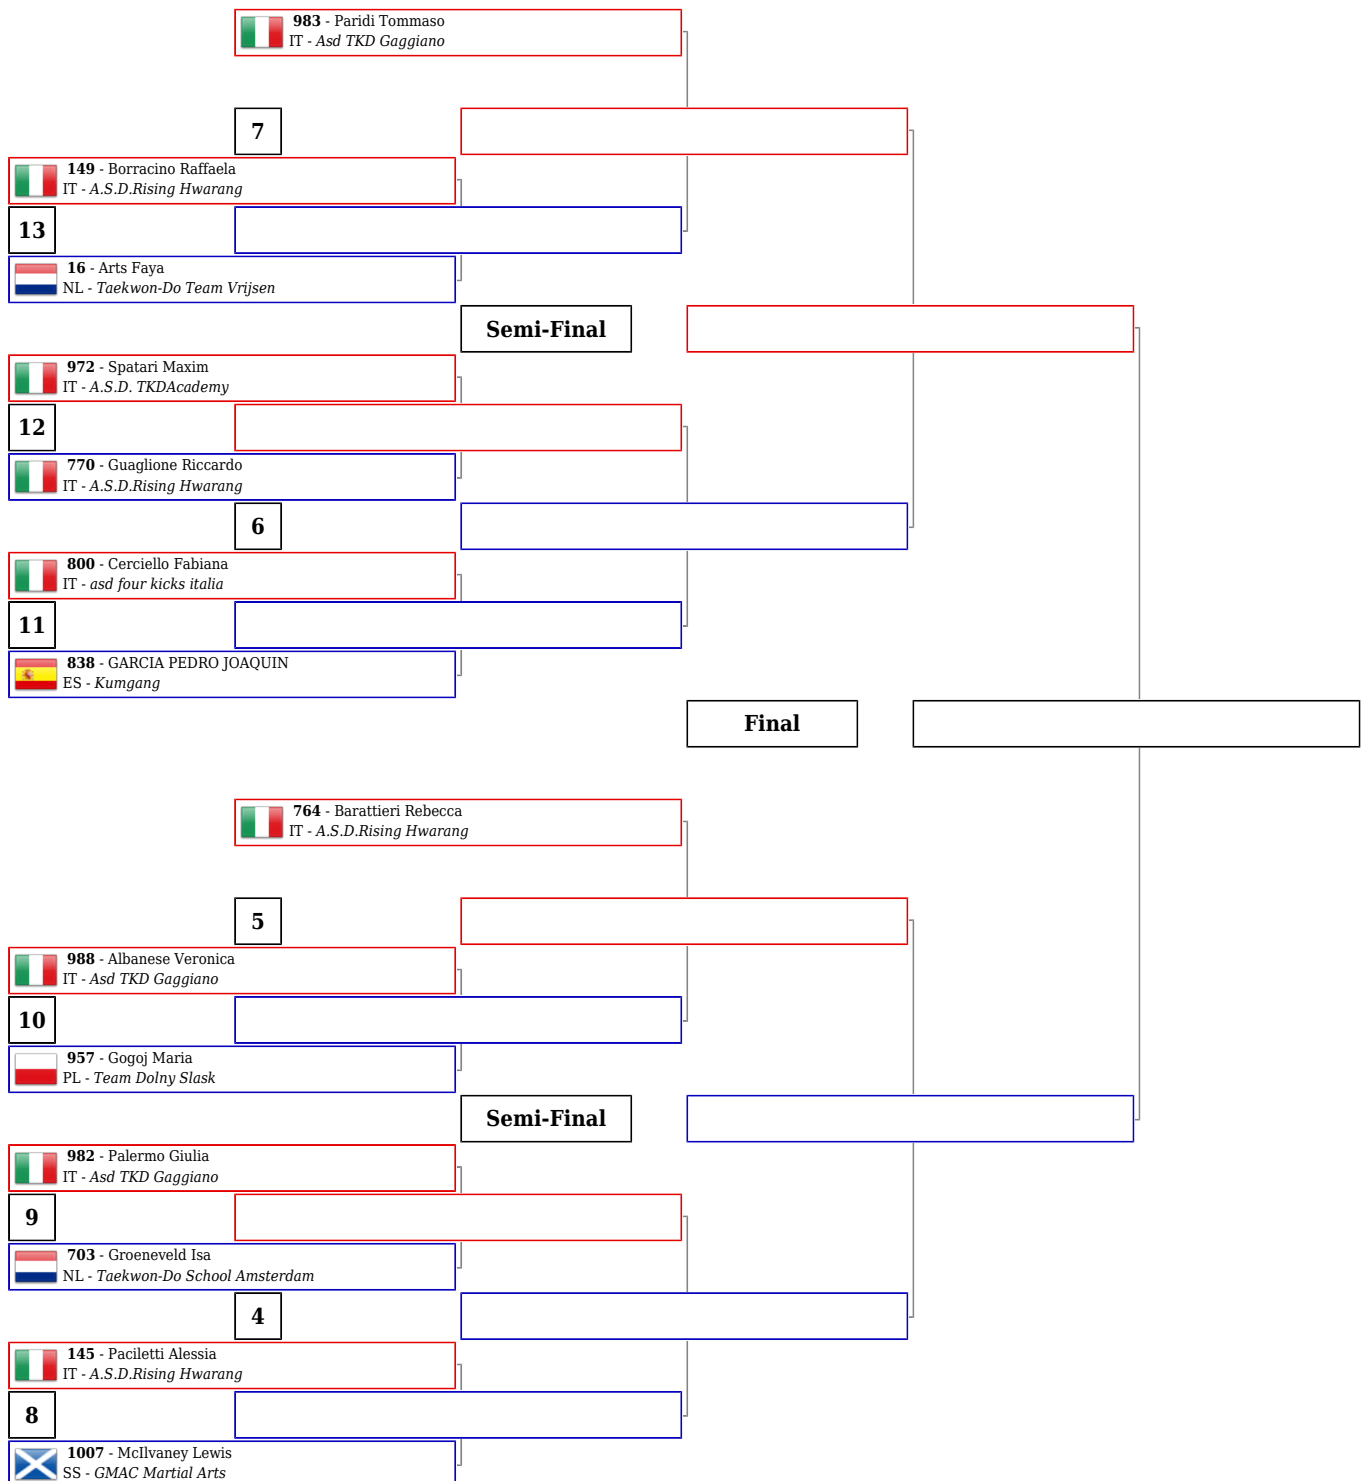 983 - Paridi Tommaso
IT - Asd TKD Gaggiano
7
149 - Borracino Raffaela
IT - A.S.D.Rising Hwarang
13
16 - Arts Faya
NL - Taekwon-Do Team Vrijsen
Semi-Final
972 - Spatari Maxim
IT - A.S.D. TKDAcademy
12
770 - Guaglione Riccardo
IT - A.S.D.Rising Hwarang
6
800 - Cerciello Fabiana
IT - asd four kicks italia
11
838 - GARCIA PEDRO JOAQUIN
ES - Kumgang
Final
764 - Barattieri Rebecca
IT - A.S.D.Rising Hwarang
5
988 - Albanese Veronica
IT - Asd TKD Gaggiano
10
957 - Gogoj Maria
PL - Team Dolny Slask
Semi-Final
982 - Palermo Giulia
IT - Asd TKD Gaggiano
9
703 - Groeneveld Isa
NL - Taekwon-Do School Amsterdam
4
145 - Paciletti Alessia
IT - A.S.D.Rising Hwarang
8
1007 - McIlvaney Lewis
SS - GMAC Martial Arts